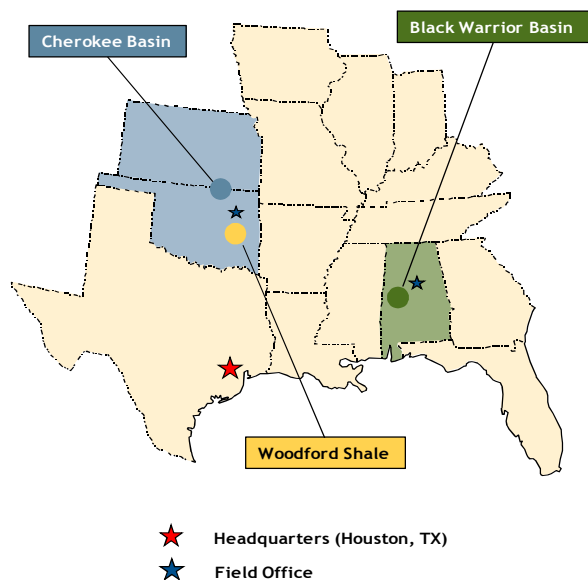 Black Warrior Basin
Cherokee Basin
Woodford Shale
Headquarters (Houston, TX)
Field Office